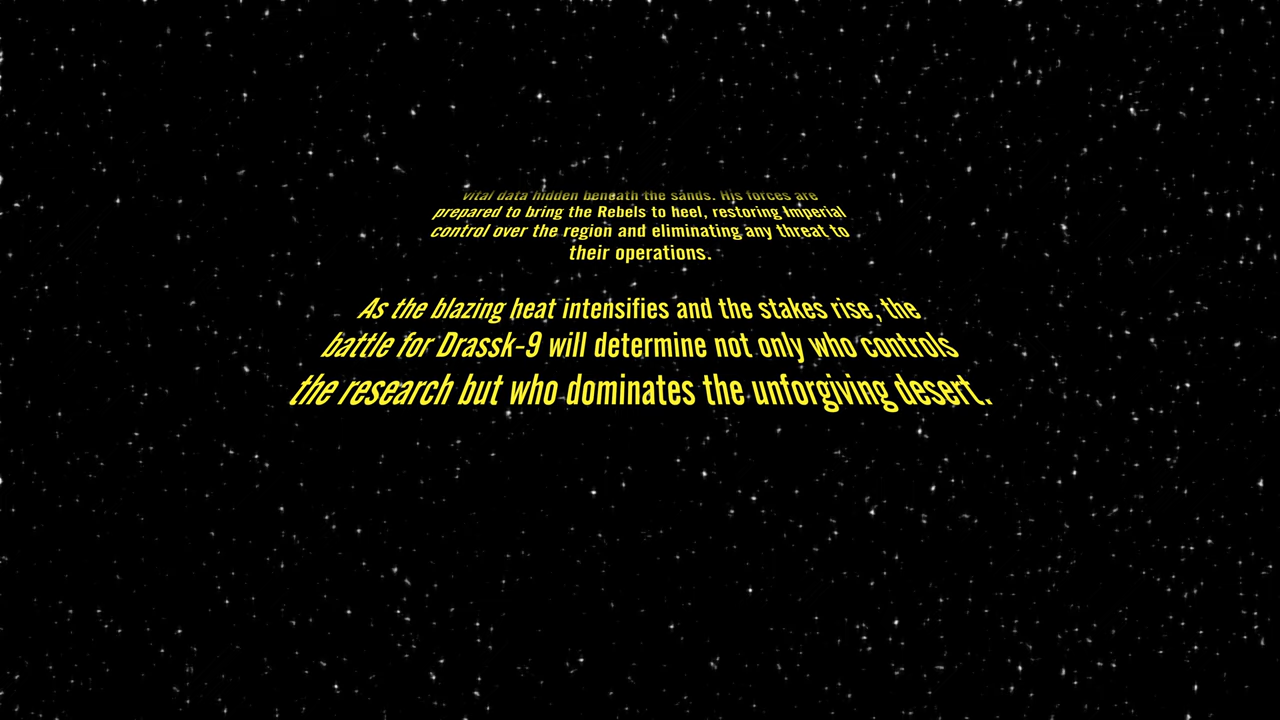 vital data hidden beneath the sands. His forces are
prepared to bring the Rebels to heel, restoring Imperial
control over the region and eliminating any threat to
their operations.
As the blazing heat intensifies and the stakes rise, the
battle for Drassk-9 will determine not only who controls
the research but who dominates the unforgiving desert.